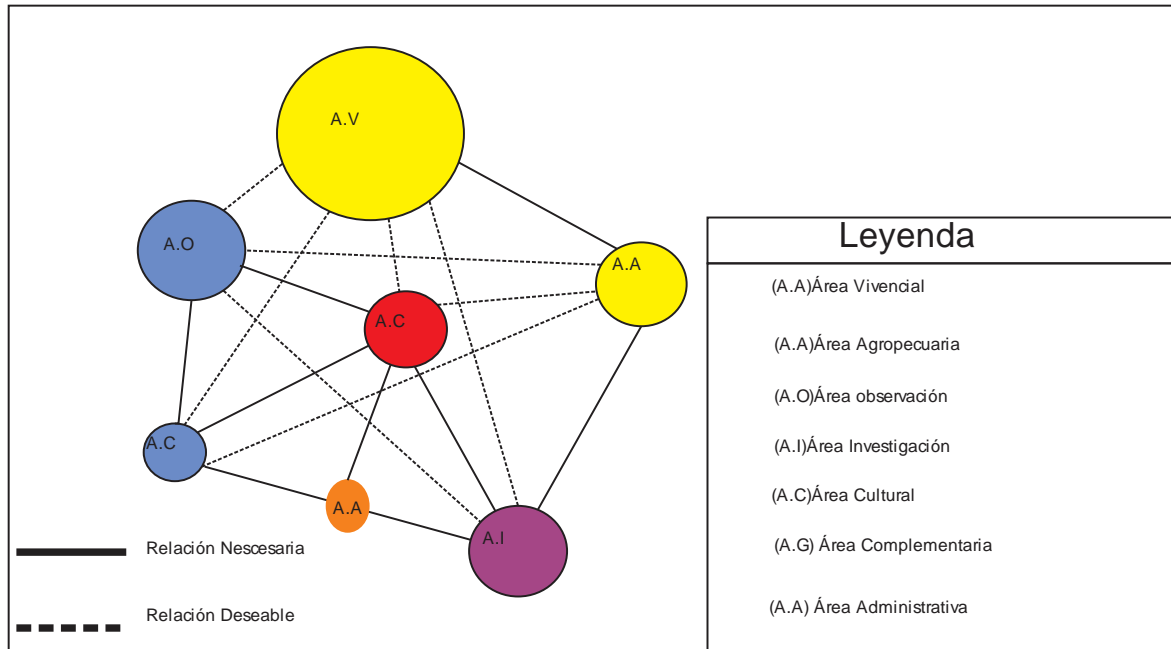 A.V
A.O
A.A
A.C
A.C
A.A
A.I
Relación Nescesaria
Relación Deseable
Leyenda
(A.A)Área Vivencial
(A.A)Área Agropecuaria
(A.O)Área observación
(A.I)Área Investigación
(A.C)Área Cultural
(A.G) Área Complementaria
(A.A) Área Administrativa